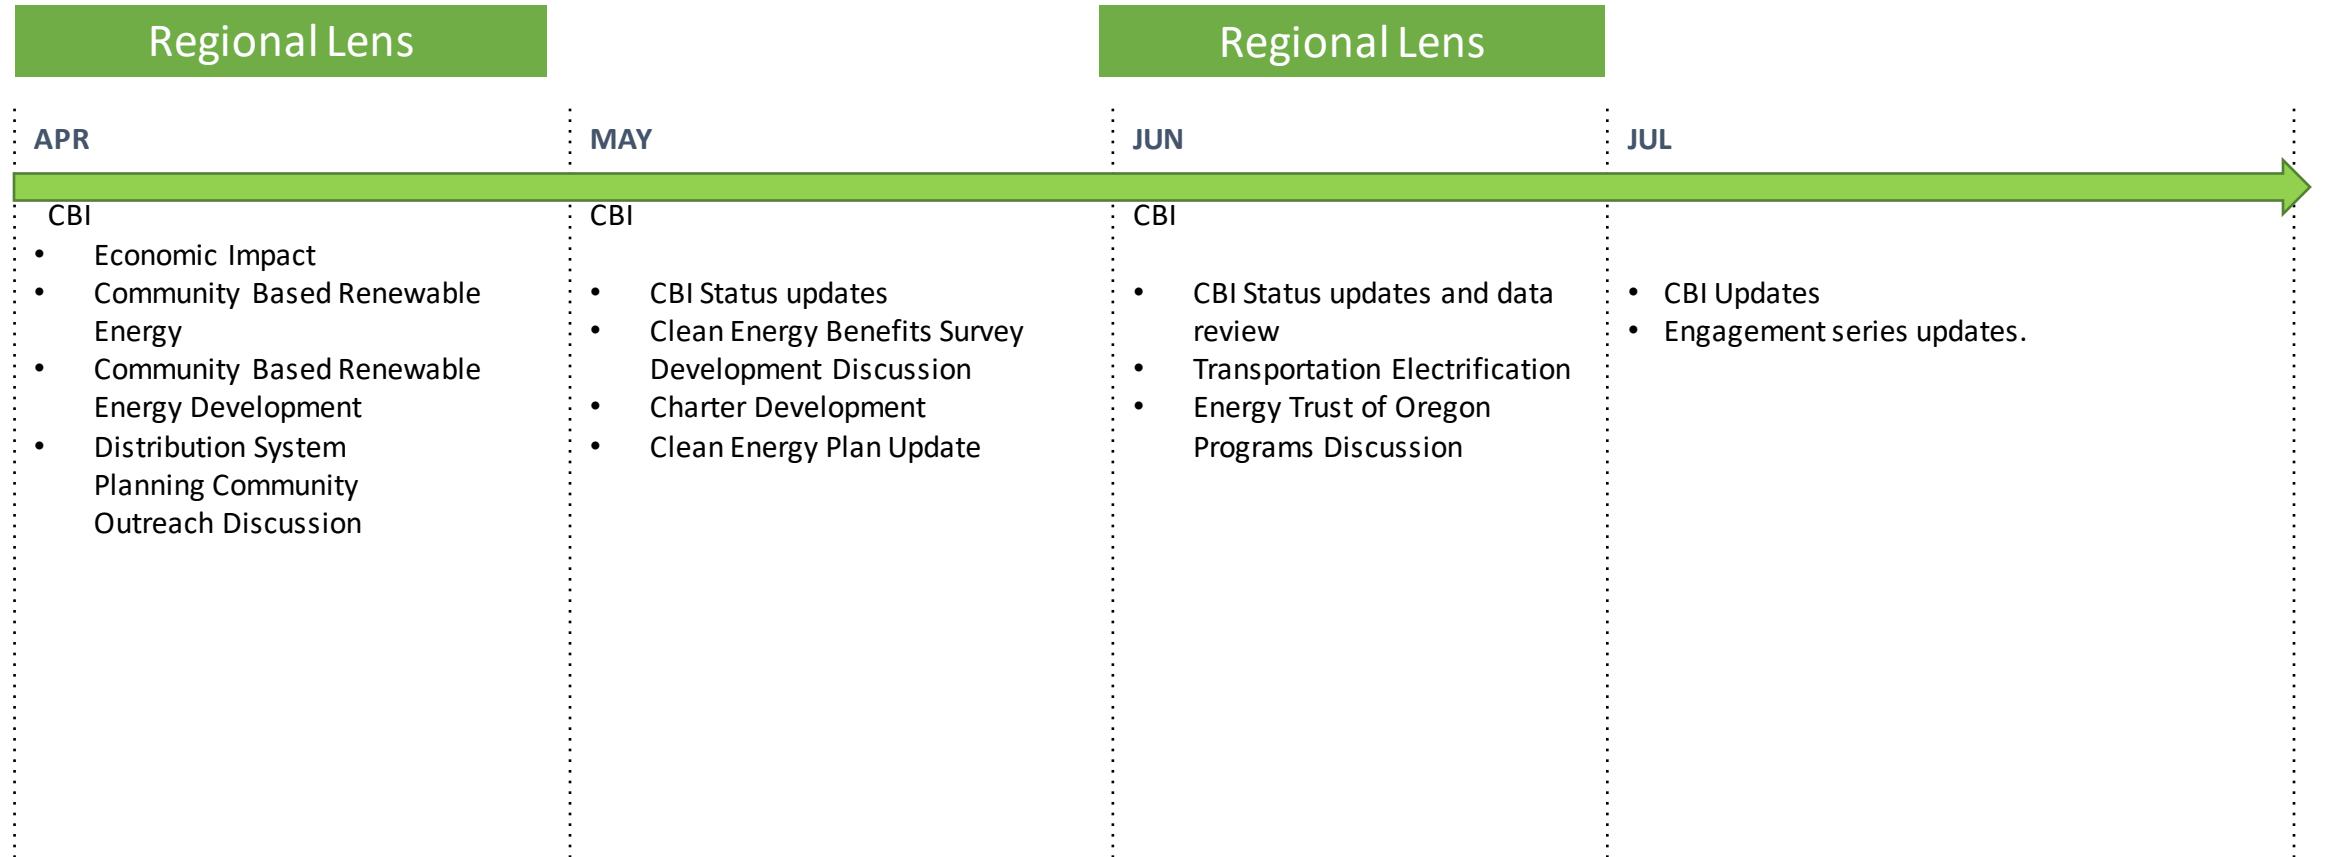 Regional Lens
Regional Lens
APR
MAY
JUN
JUL
CBI
• Economic Impact
• Community Based Renewable
Energy
• Community Based Renewable
Energy Development
• Distribution System
Planning Community
Outreach Discussion
CBI
• CBI Status updates
• Clean Energy Benefits Survey
Development Discussion
• Charter Development
• Clean Energy Plan Update
CBI
• CBI Status updates and data
review
• Transportation Electrification
• Energy Trust of Oregon
Programs Discussion
• CBI Updates
• Engagement series updates.